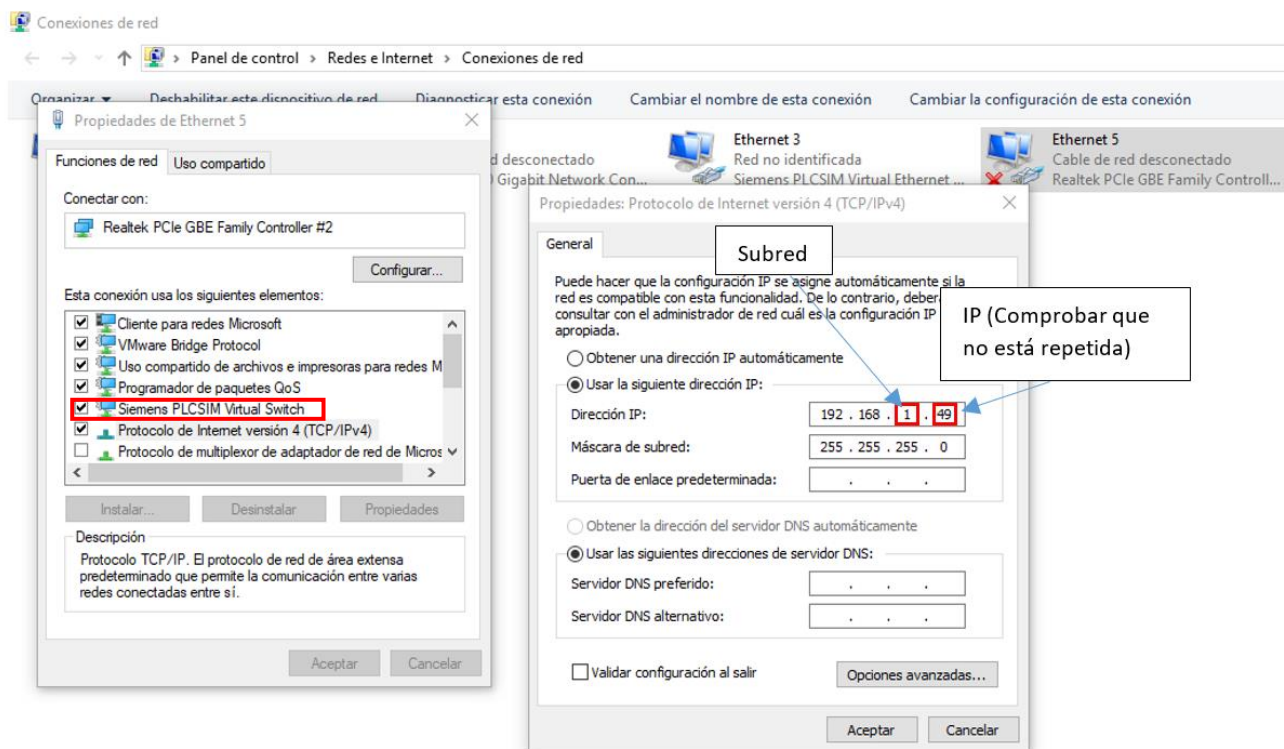 Conexiones de red
Panel de control > Redes e Internet > Conexiones de red
Organizar Deshabilitar este dispositivo de red Diagnosticar esta conexión Cambiar el nombre de esta conexión Cambiar la configuración de esta conexión
d desconectado
Gigabit Network Con...
Ethernet 3
Red no identificada
Siemens PLCSIM Virtual Ethernet ...
Ethernet 5
Cable de red desconectado
Realtek PCIe GBE Family Controll...
Propiedades de Ethernet 5
Funciones de red Uso compartido
Conectar con:
Realtek PCIe GBE Family Controller #2
Configurar...
Esta conexión usa los siguientes elementos:
Cliente para redes Microsoft
VMware Bridge Protocol
Uso compartido de archivos e impresoras para redes M
Programador de paquetes QoS
Siemens PLCSIM Virtual Switch
Protocolo de Internet versión 4 (TCP/IPv4)
Protocolo de multiplexor de adaptador de red de Micros
Instalar... Desinstalar Propiedades
Descripción
Protocolo TCP/IP. El protocolo de red de área extensa
predeterminado que permite la comunicación entre varias
redes conectadas entre sí.
Aceptar Cancelar
Propiedades: Protocolo de Internet versión 4 (TCP/IPv4)
General
Subred
IP (Comprobar que
no está repetida)
Puede hacer que la configuración IP se asigne automáticamente si la
red es compatible con esta funcionalidad. De lo contrario, deber
consultar con el administrador de red cuál es la configuración IP
apropiada.
Obtener una dirección IP automáticamente
Usar la siguiente dirección IP:
Dirección IP: 192 . 168 . 1 . 49
Máscara de subred: 255 . 255 . 255 . 0
Puerta de enlace predeterminada: . . .
Obtener la dirección del servidor DNS automáticamente
Usar las siguientes direcciones de servidor DNS:
Servidor DNS preferido: . . .
Servidor DNS alternativo: . . .
Validar configuración al salir Opciones avanzadas...
Aceptar Cancelar